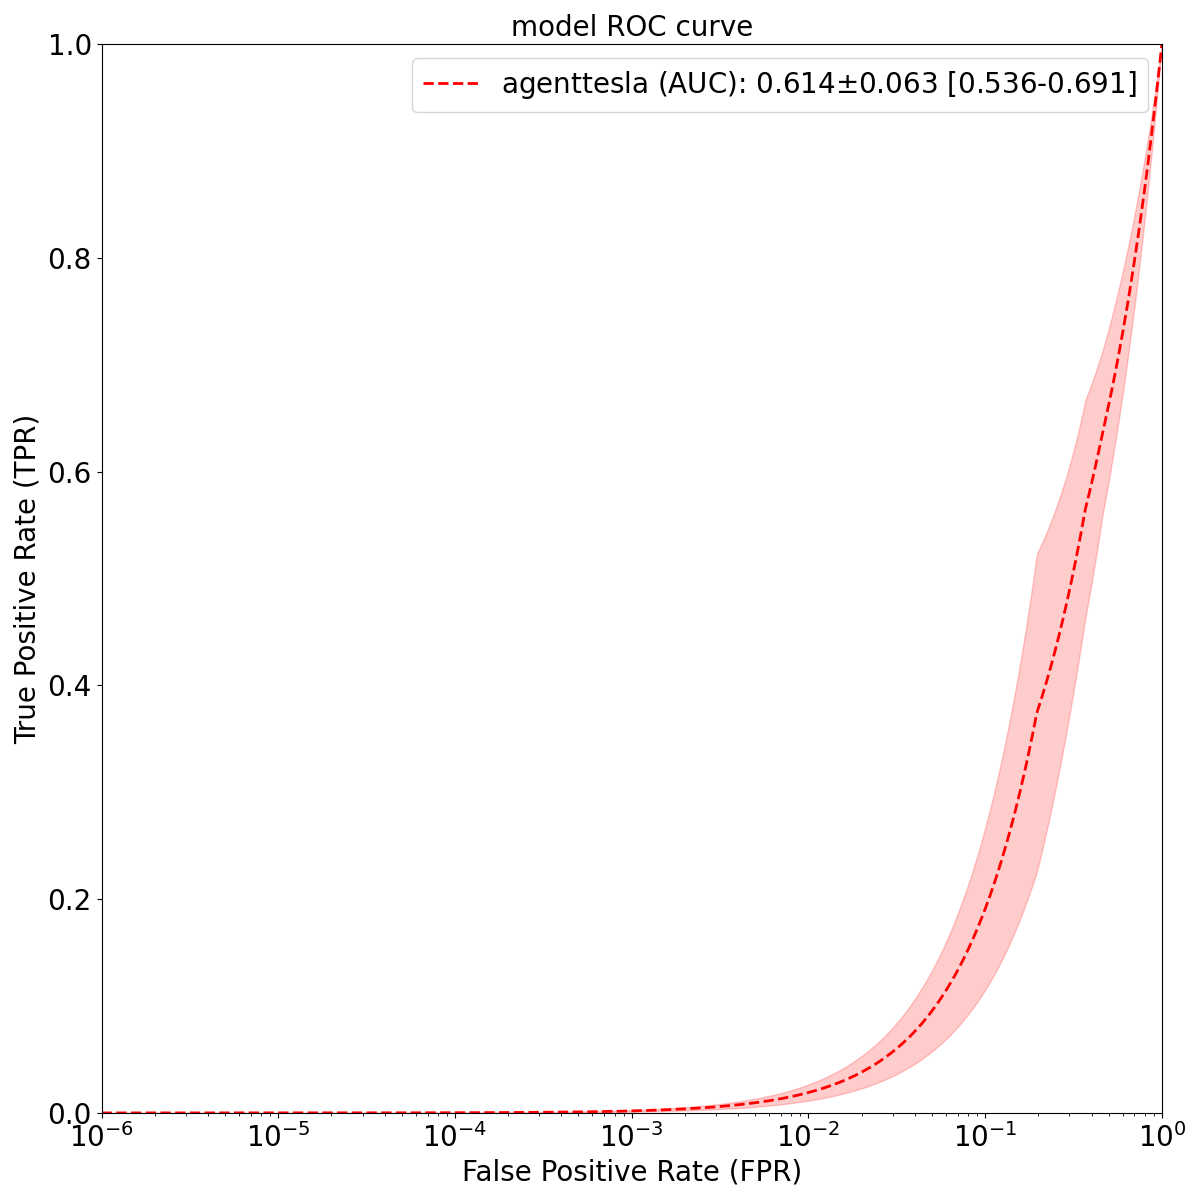 model ROC curve
agenttesla (AUC): 0.614±0.063 [0.536-0.691]
1.0
0.8
0.6
0.4
0.2
0.0
True Positive Rate (TPR)
10⁻⁶ 10⁻⁵ 10⁻⁴ 10⁻³ 10⁻² 10⁻¹ 10⁰
False Positive Rate (FPR)